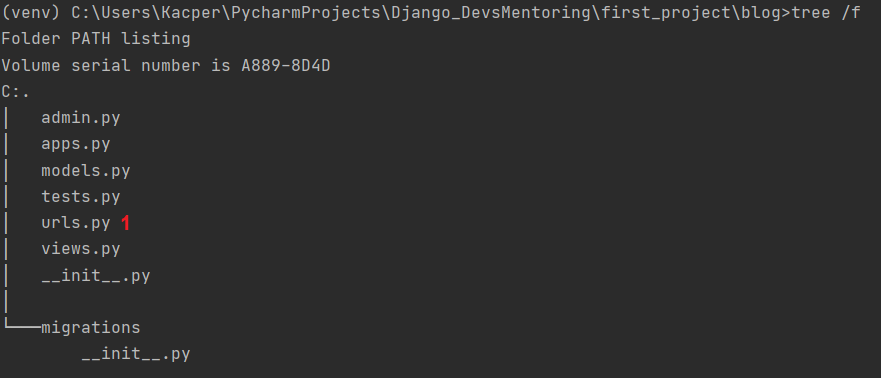 (venv) C:\Users\Kacper\PycharmProjects\Django_DevsMentoring\first_project\blog>tree /f
Folder PATH listing
Volume serial number is A889-8D4D
C:.
│   admin.py
│   apps.py
│   models.py
│   tests.py
│   urls.py 1
│   views.py
│   __init__.py
│
└───migrations
        __init__.py